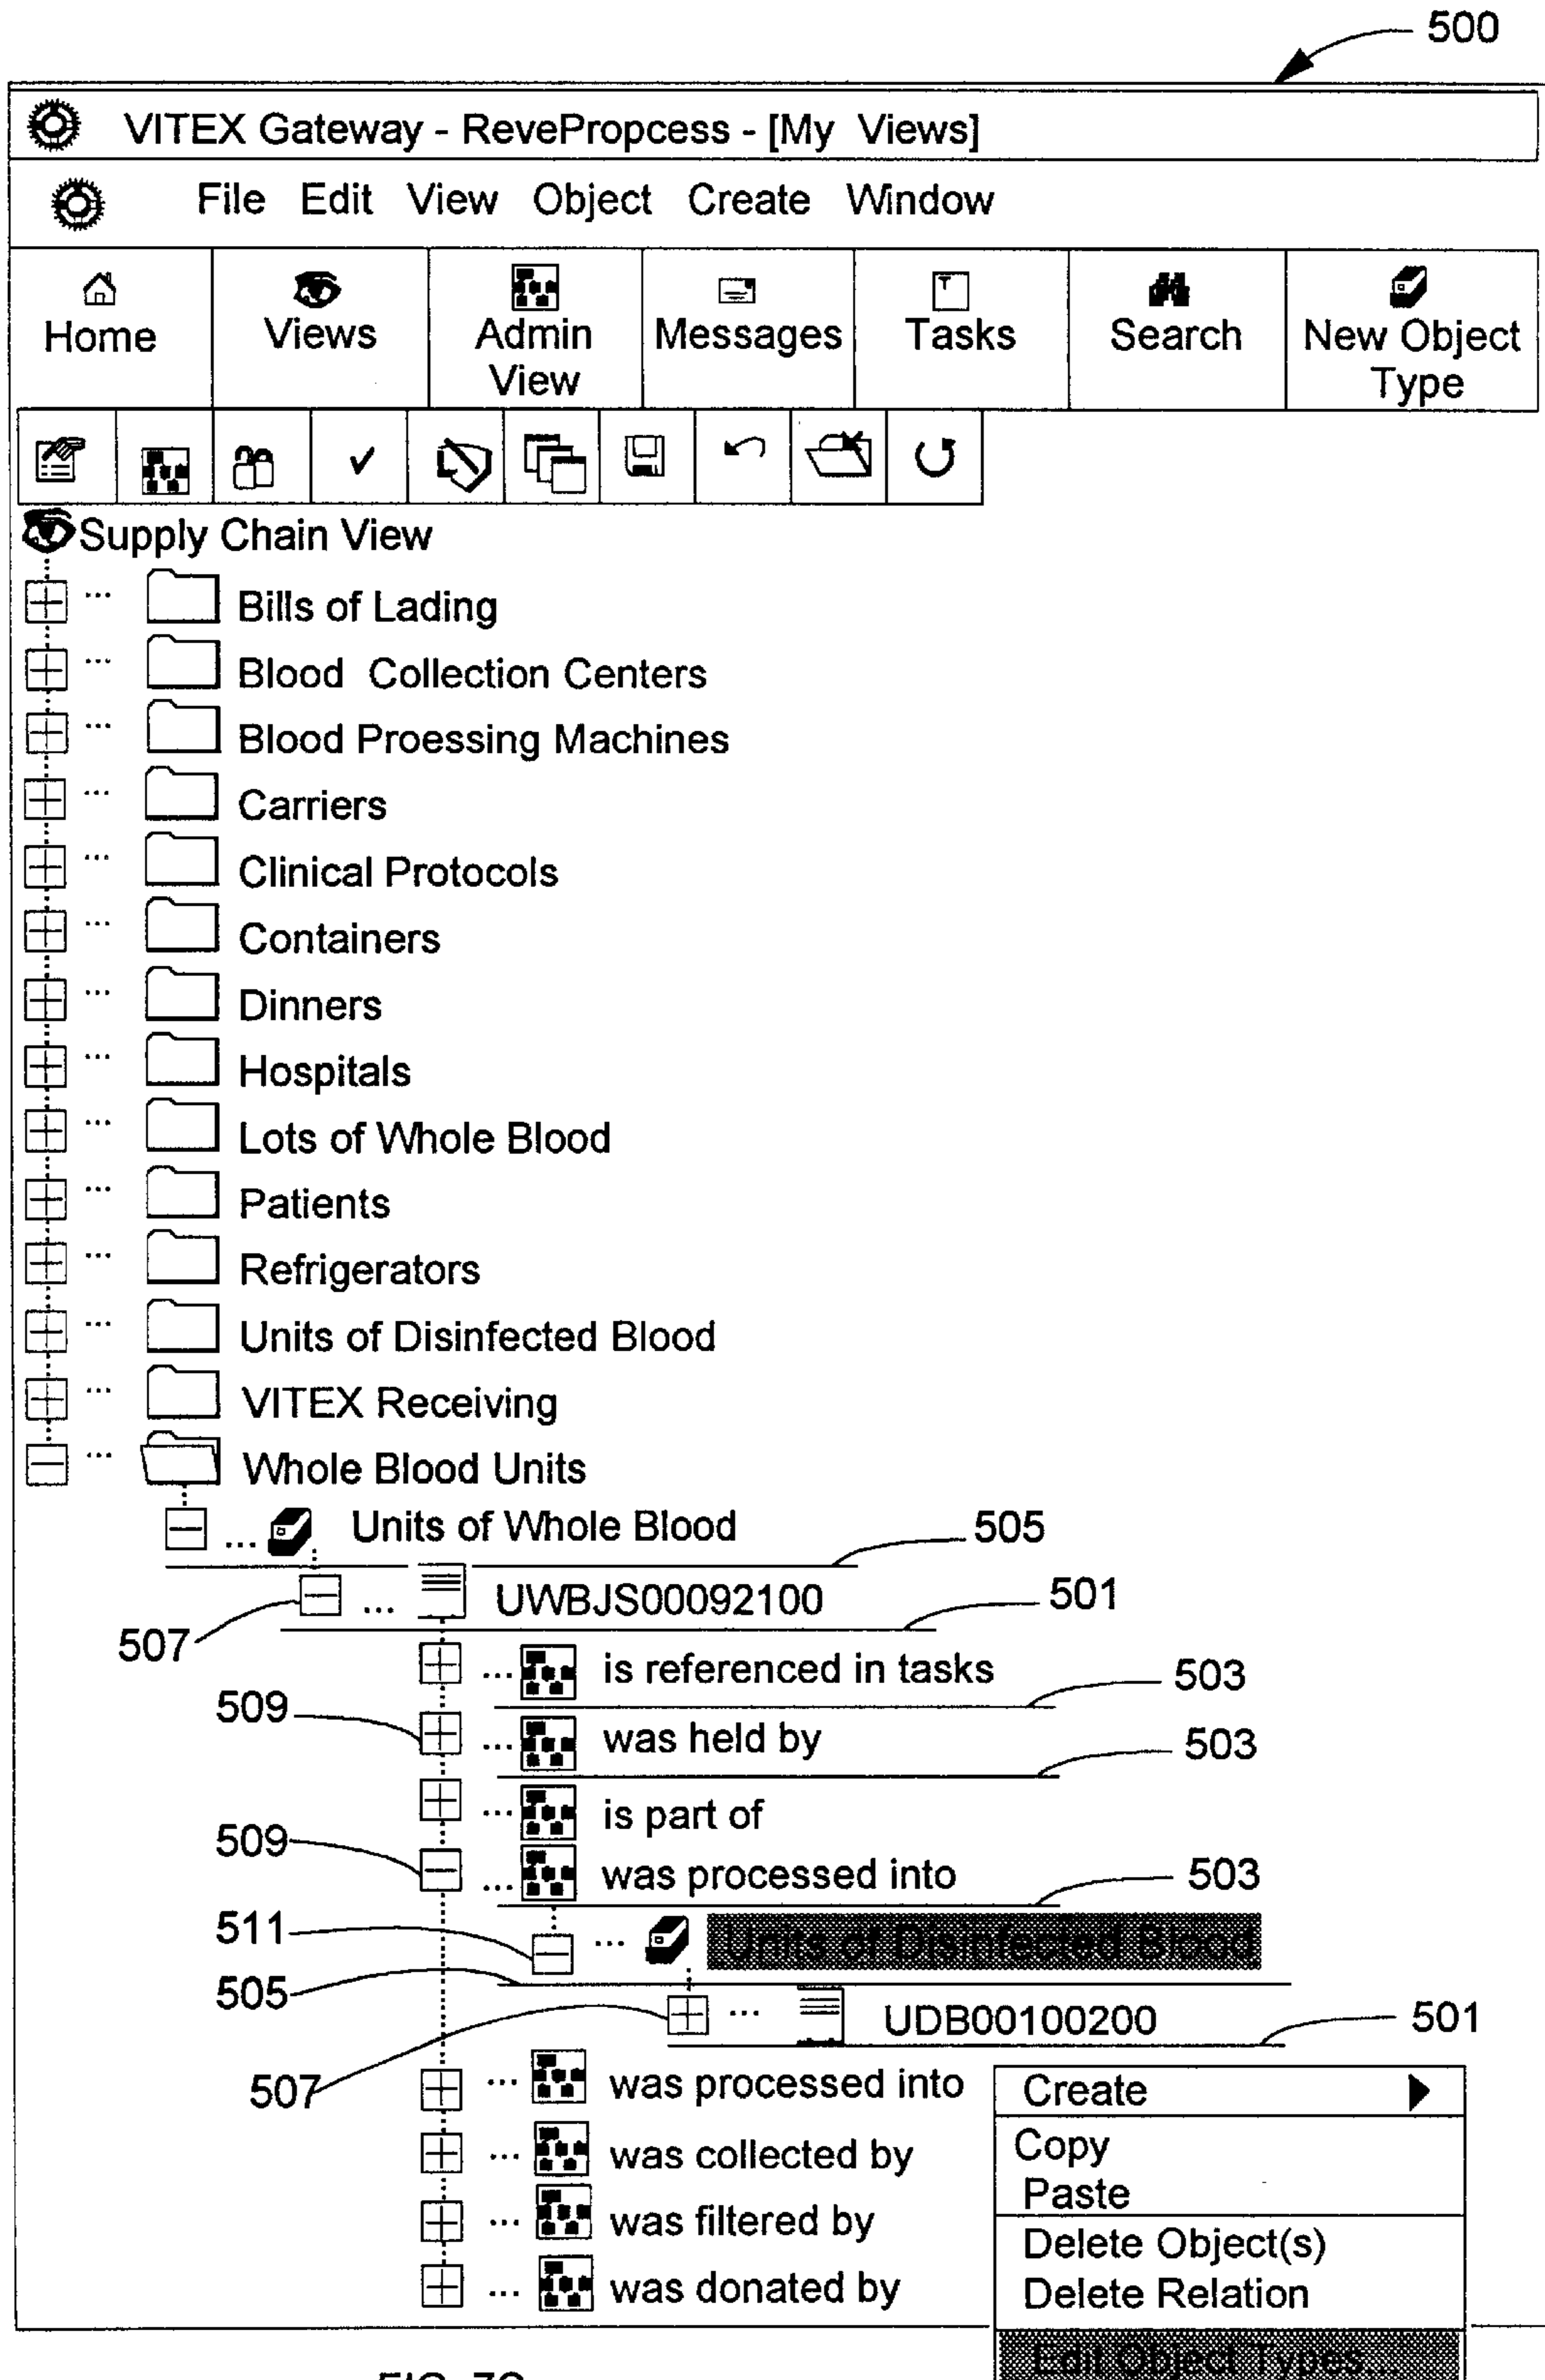 500
VITEX Gateway - RevePropcess - [My Views]
File Edit View Object Create Window
Home Views Admin View Messages Tasks Search New Object Type
Supply Chain View
Bills of Lading
Blood Collection Centers
Blood Proessing Machines
Carriers
Clinical Protocols
Containers
Dinners
Hospitals
Lots of Whole Blood
Patients
Refrigerators
Units of Disinfected Blood
VITEX Receiving
Whole Blood Units
Units of Whole Blood 505
UWBJS00092100 501
507
is referenced in tasks 503
509 was held by 503
is part of
509 was processed into 503
511 Units of Disinfected Blood
505
UDB00100200 501
507 was processed into
was collected by
was filtered by
was donated by
Create
Copy
Paste
Delete Object(s)
Delete Relation
Edit Object Types...